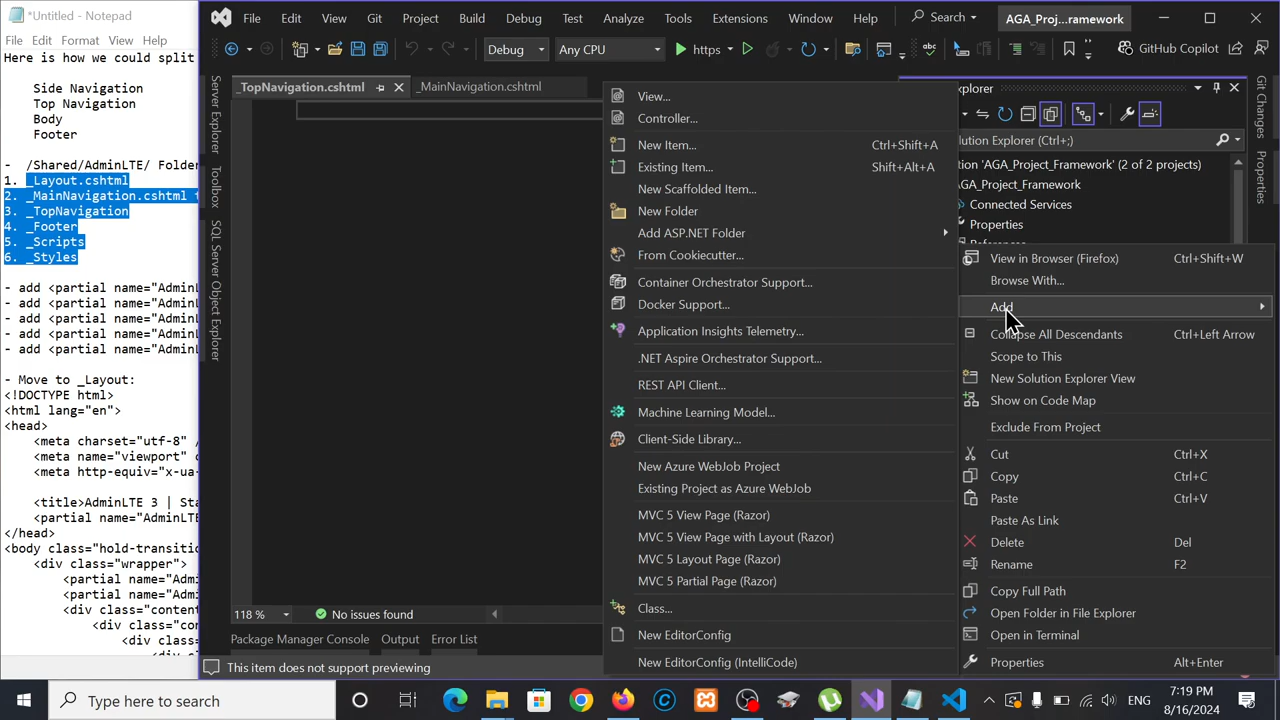 *Untitled - Notepad
File Edit Format View Help
Here is how we could split
Side Navigation
Top Navigation
Body
Footer
- /Shared/AdminLTE/ Folder
1. _Layout.cshtml
2. _MainNavigation.cshtml
3. _TopNavigation
4. _Footer
5. _Scripts
6. _Styles
- add <partial name="Admin
- add <partial name="Admin
- add <partial name="Admin
- add <partial name="Admin
- add <partial name="Admin
- Move to _Layout:
<!DOCTYPE html>
<html lang="en">
<head>
<meta charset="utf-8" /
<meta name="viewport" c
<meta http-equiv="x-ua-
<title>AdminLTE 3 | Sta
<partial name="AdminLTE
</head>
<body class="hold-transitio
<div class="wrapper">
<partial name="Adm
<partial name="Adm
<div class="content
<div class="con
<div class=
<div cl
File Edit View Git Project Build Debug Test Analyze Tools Extensions Window Help Search AGA_Proj...ramework
Debug Any CPU https GitHub Copilot
_TopNavigation.cshtml _MainNavigation.cshtml
Server Explorer
Toolbox
SQL Server Object Explorer
118 % No issues found
Package Manager Console Output Error List
This item does not support previewing
View...
Controller...
New Item... Ctrl+Shift+A
Existing Item... Shift+Alt+A
New Scaffolded Item...
New Folder
Add ASP.NET Folder
From Cookiecutter...
Container Orchestrator Support...
Docker Support...
Application Insights Telemetry...
.NET Aspire Orchestrator Support...
REST API Client...
Machine Learning Model...
Client-Side Library...
New Azure WebJob Project
Existing Project as Azure WebJob
MVC 5 View Page (Razor)
MVC 5 View Page with Layout (Razor)
MVC 5 Layout Page (Razor)
MVC 5 Partial Page (Razor)
Class...
New EditorConfig
New EditorConfig (IntelliCode)
xplorer
lution Explorer (Ctrl+;)
tion 'AGA_Project_Framework' (2 of 2 projects)
AGA_Project_Framework
Connected Services
Properties
References
View in Browser (Firefox) Ctrl+Shift+W
Browse With...
Add
Collapse All Descendants Ctrl+Left Arrow
Scope to This
New Solution Explorer View
Show on Code Map
Exclude From Project
Cut Ctrl+X
Copy Ctrl+C
Paste Ctrl+V
Paste As Link
Delete Del
Rename F2
Copy Full Path
Open Folder in File Explorer
Open in Terminal
Properties Alt+Enter
Git Changes
Properties
Type here to search
ENG
7:19 PM
8/16/2024